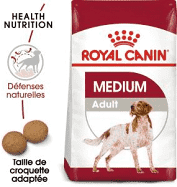 HEALTH
NUTRITION
Défenses
naturelles
Taille de
croquette
adaptée
ROYAL CANIN
MEDIUM
Adult